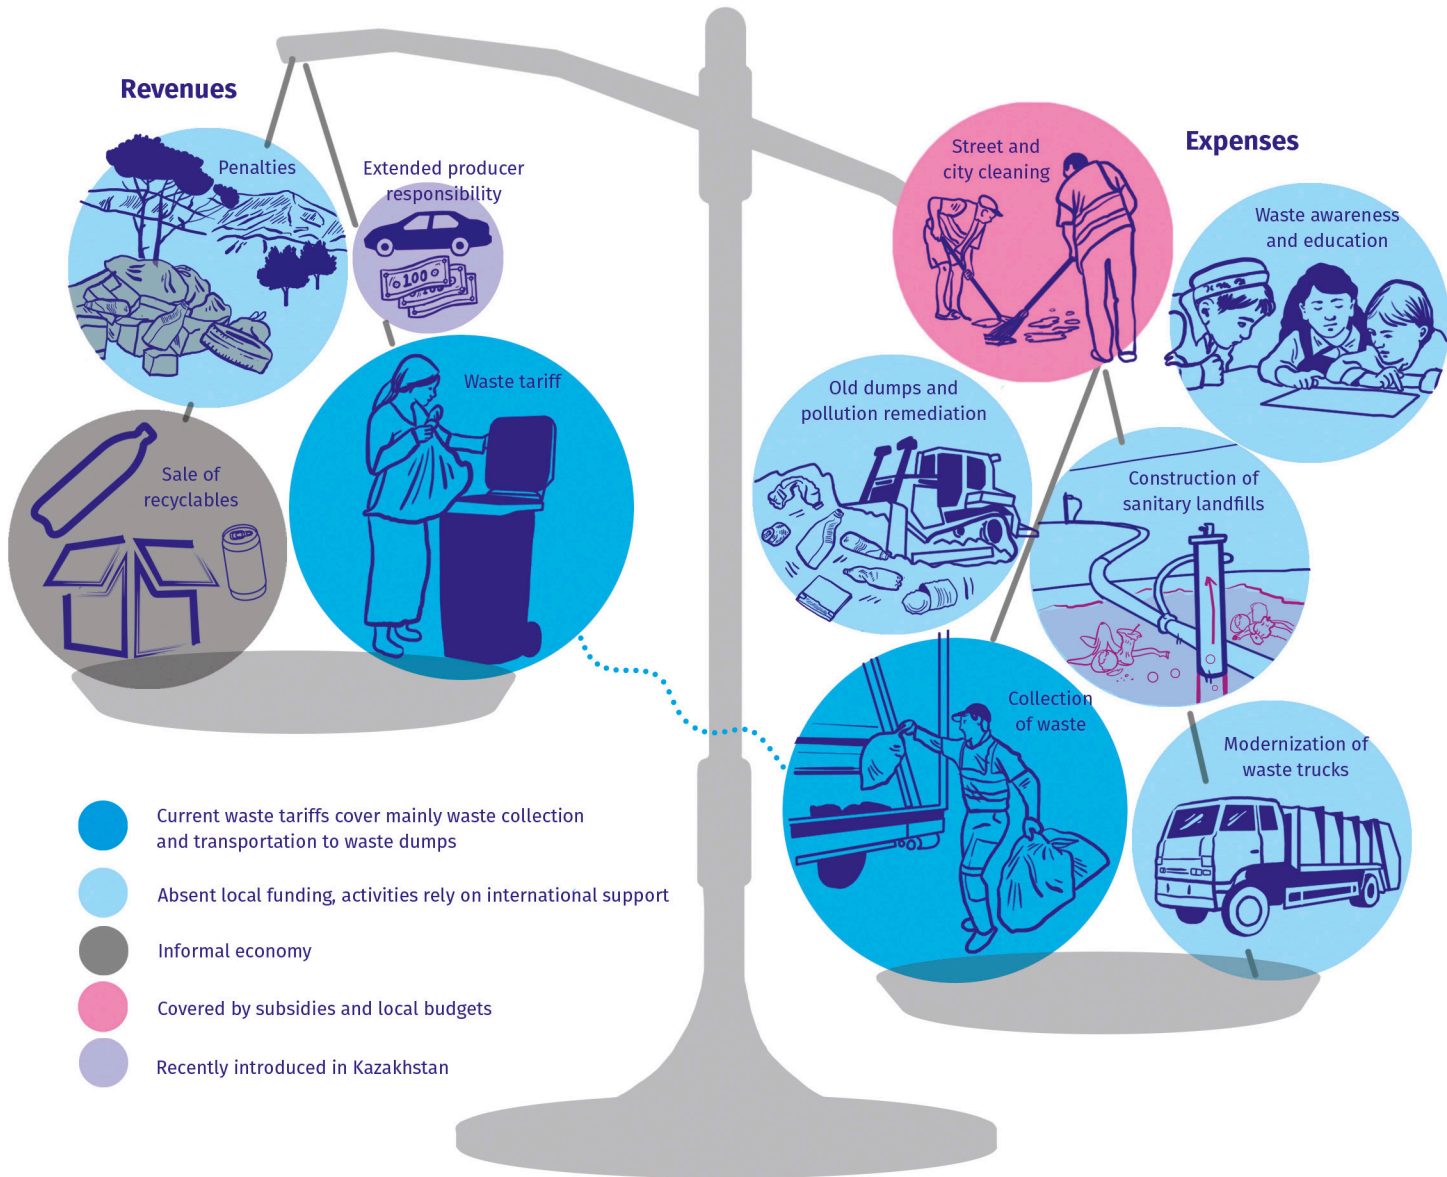 Revenues
Penalties
Extended producer
responsibility
100
100
Waste tariff
Sale of
recyclables
Expenses
Street and
city cleaning
Waste awareness
and education
Old dumps and
pollution remediation
Construction of
sanitary landfills
Collection
of waste
Modernization of
waste trucks
Current waste tariffs cover mainly waste collection
and transportation to waste dumps
Absent local funding, activities rely on international support
Informal economy
Covered by subsidies and local budgets
Recently introduced in Kazakhstan